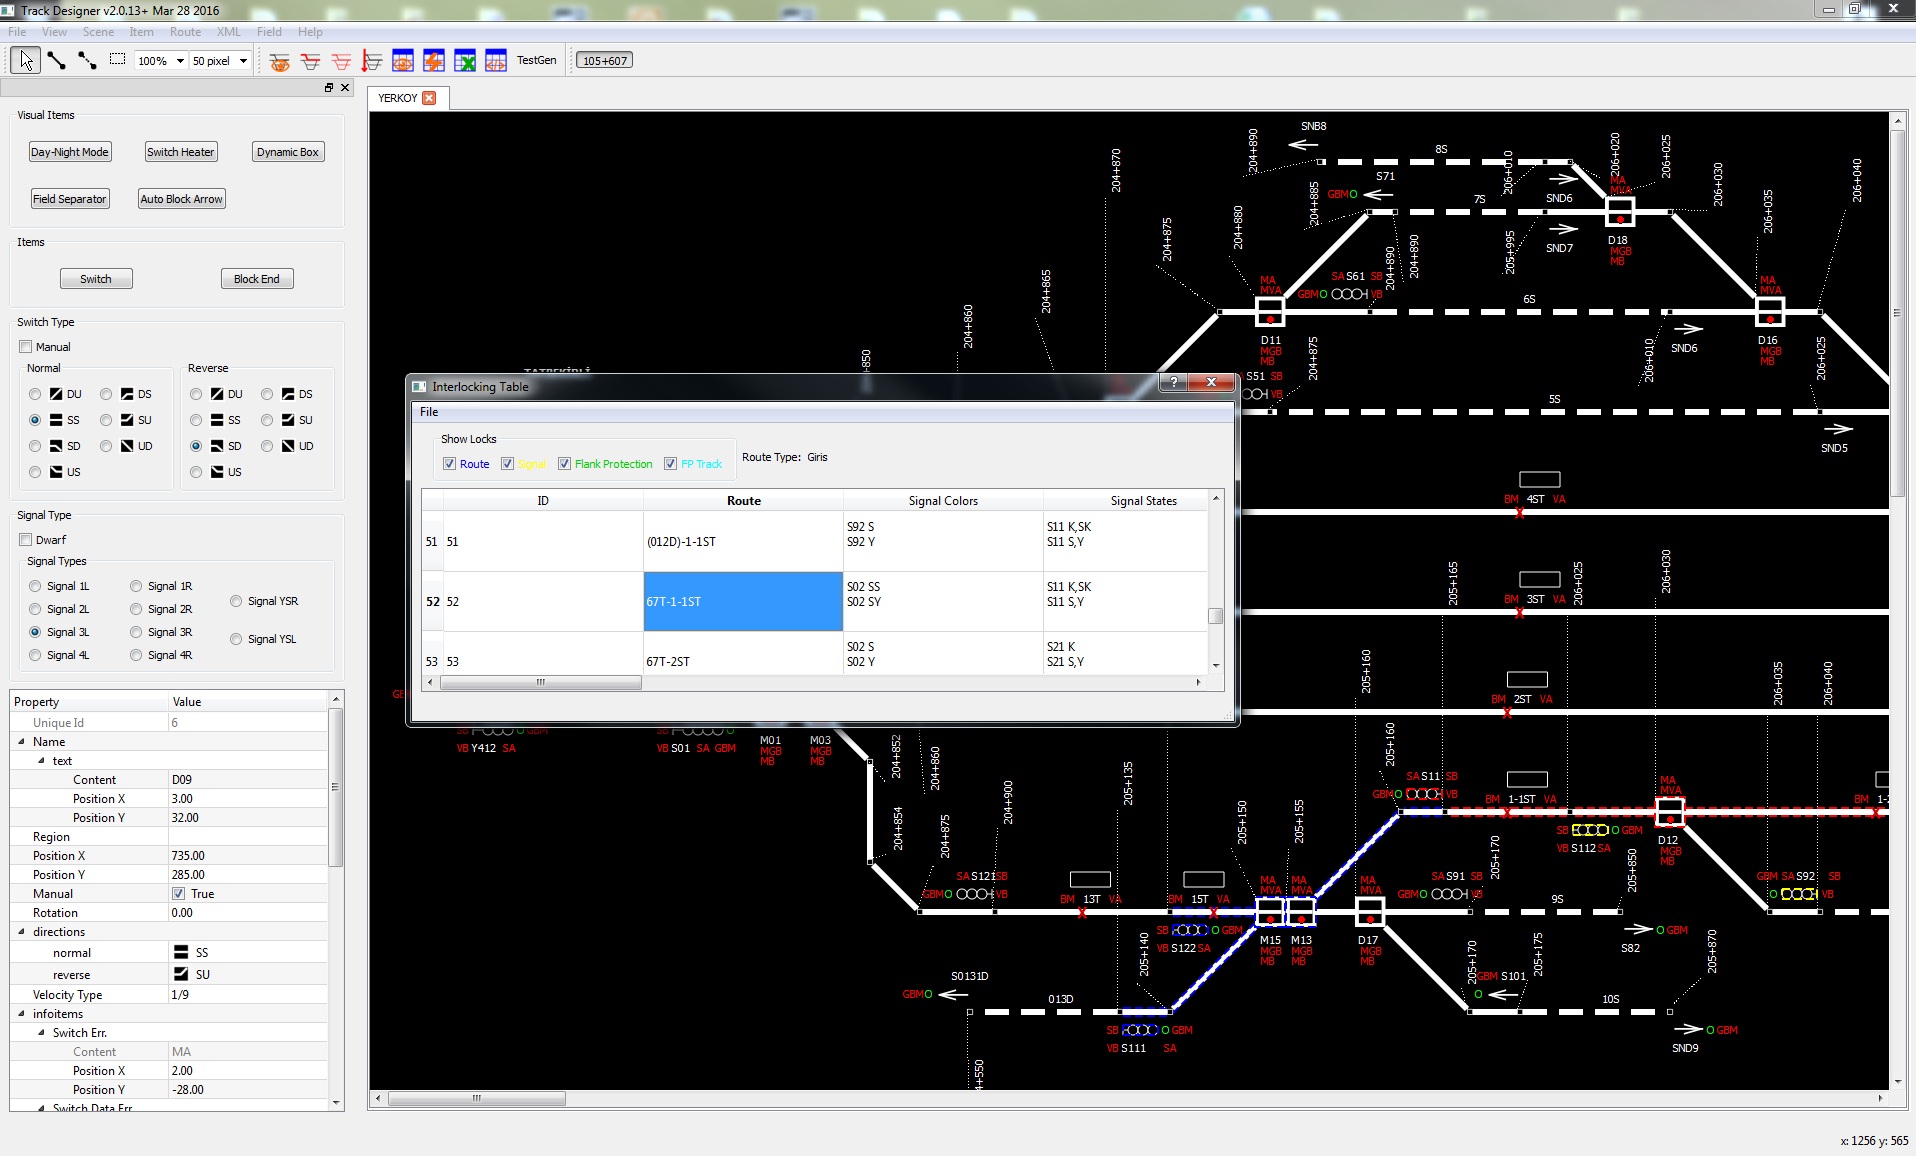 Track Designer v2.0.13+ Mar 28 2016
File View Scene Item Route XML Field Help
100% 50 pixel TestGen 105+607
Visual Items
Day-Night Mode Switch Heater Dynamic Box
Field Separator Auto Block Arrow
Items
Switch Block End
Switch Type
Manual
Normal Reverse
DU DS DU DS
SS SU SS SU
SD UD SD UD
US US
Signal Type
Dwarf
Signal Types
Signal 1L Signal 1R
Signal YSR
Signal 2L Signal 2R
Signal 3L Signal 3R
Signal YSL
Signal 4L Signal 4R
Property Value
Unique Id 6
Name
text
Content D09
Position X 3.00
Position Y 32.00
Region
Position X 735.00
Position Y 285.00
Manual True
Rotation 0.00
directions
normal SS
reverse SU
Velocity Type 1/9
infoitems
Switch Err.
Content MA
Position X 2.00
Position Y -28.00
Switch Data Err
YERKOY
SNB8
8S
204+890
204+870
S71
GBM
204+885
7S
206+010
SND6
206+020
206+025
MA
MVA
206+030
206+040
206+035
D18
MGB
MB
SND7
205+995
204+880
204+875
204+890
204+890
MA
MVA
SA S61 SB
GBM VB
6S
MA
MVA
204+865
204+860
D11
MGB
MB
204+875
206+010
SND6
D16
MGB
MB
206+025
S51 SB
VB
5S
SND5
BM 4ST VA
205+165
206+025
206+030
BM 3ST VA
205+160
BM 2ST VA
206+035
206+040
Interlocking Table
File
Show Locks
Route Signal Flank Protection FP Track
Route Type: Giris
ID Route Signal Colors Signal States
51 51 (012D)-1-1ST
S92 S
S92 Y
S11 K,SK
S11 S,Y
52 52 67T-1-1ST
S02 SS
S02 SY
S11 K,SK
S11 S,Y
53 53 67T-2ST
S02 S
S02 Y
S21 K
S21 S,Y
VB Y412 SA
VB S01 SA GBM
M01
MGB
MB
M03
MGB
MB
204+852
204+860
204+854
204+875
204+900
205+135
205+150
205+155
205+160
SA S11 SB
GBM VB
BM 1-1ST VA
MA
MVA
BM
SB GBM
VB S112 SA
D12
MGB
MB
205+170
205+850
SA S121 SB
GBM VB
BM 13T VA
BM 15T VA
MA
MVA
MA
MVA
MA
MVA
SA S91 SB
GBM VB
9S
GBM SA S92 SB
VB
SB GBM
VB S122 SA
M15
MGB
MB
M13
MGB
MB
D17
MGB
MB
S82
GBM
205+140
205+170
205+175
205+870
S0131D
GBM
013D
GBM S101
10S
SB GBM
VB S111 SA
SND9
GBM
x: 1256 y: 565